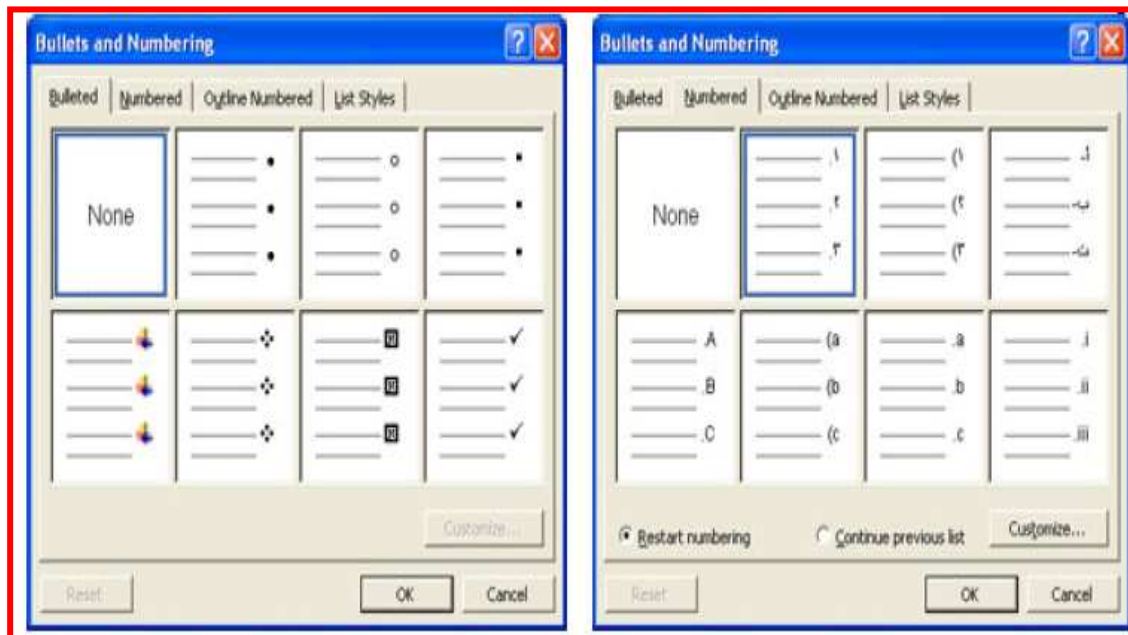 Bullets and Numbering
Bulleted Numbered Outline Numbered List Styles
None
Customize...
Reset OK Cancel
Bullets and Numbering
Bulleted Numbered Outline Numbered List Styles
None
.١ (١ أ-
.٢ (٢ ب-
.٣ (٣ ت-
.A (a .a .i
.B (b .b .ii
.C (c .c .iii
Restart numbering Continue previous list Customize...
Reset OK Cancel